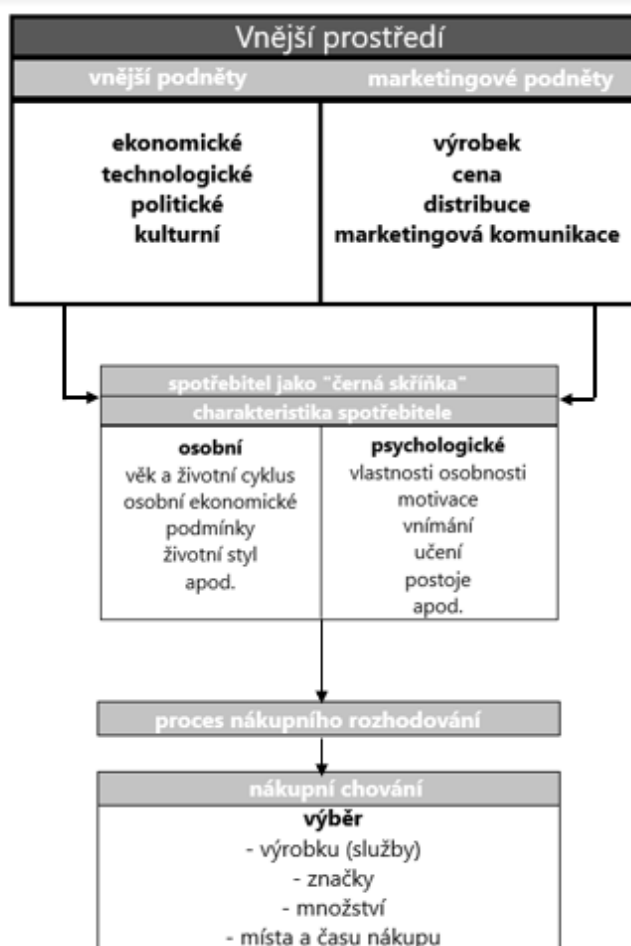 Vnější prostředí
vnější podněty
marketingové podněty
ekonomické
technologické
politické
kulturní
výrobek
cena
distribuce
marketingová komunikace
spotřebitel jako "černá skříňka"
charakteristika spotřebitele
osobní
věk a životní cyklus
osobní ekonomické
podmínky
životní styl
apod.
psychologické
vlastnosti osobnosti
motivace
vnímání
učení
postoje
apod.
proces nákupního rozhodování
nákupní chování
výběr
- výrobku (služby)
- značky
- množství
- místa a času nákupu